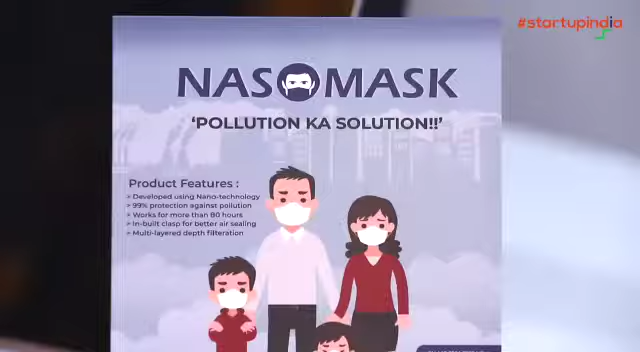 #startupindia
NASOMASK
‘POLLUTION KA SOLUTION!!’
Product Features :
> Developed using Nano-technology
> 99% protection against pollution
> Works for more than 80 hours
> In-built clasp for better air sealing
> Multi-layered depth filteration